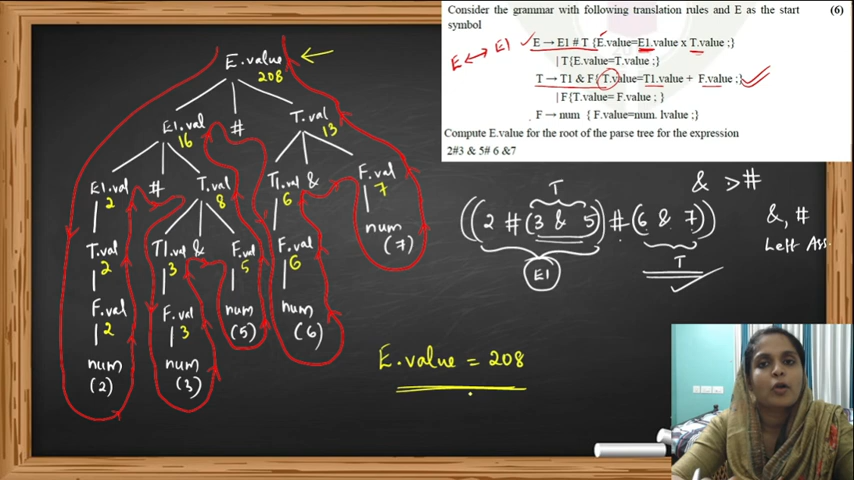 Consider the grammar with following translation rules and E as the start (6)
symbol
E → E1 # T {E.value=E1.value x T.value ;}
| T{E.value=T.value ;}
T → T1 & F{ T.value=T1.value + F.value ;}
| F{T.value= F.value ; }
F → num { F.value=num. lvalue ;}
Compute E.value for the root of the parse tree for the expression
2#3 & 5# 6 &7
E ↔ E1
E.value
208
E1.val # T.val
16 13
E1.val # T.val T1.val & F.val
2 8 6 7
T.val T1.val & F.val F.val num
2 3 5 6 (7)
F.val F.val num num
2 3 (5) (6)
num num
(2) (3)
& :> #
T
((2 # (3 & 5)) # (6 & 7))
&, #
Left Ass.
E1
T
E.value = 208